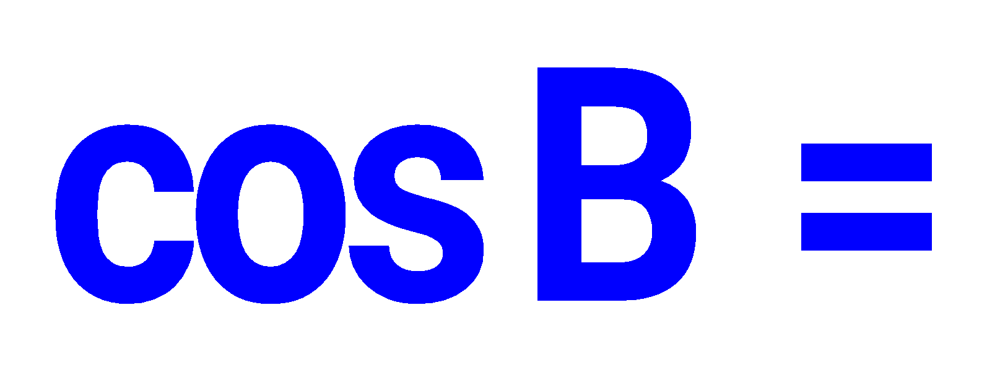 cos B =